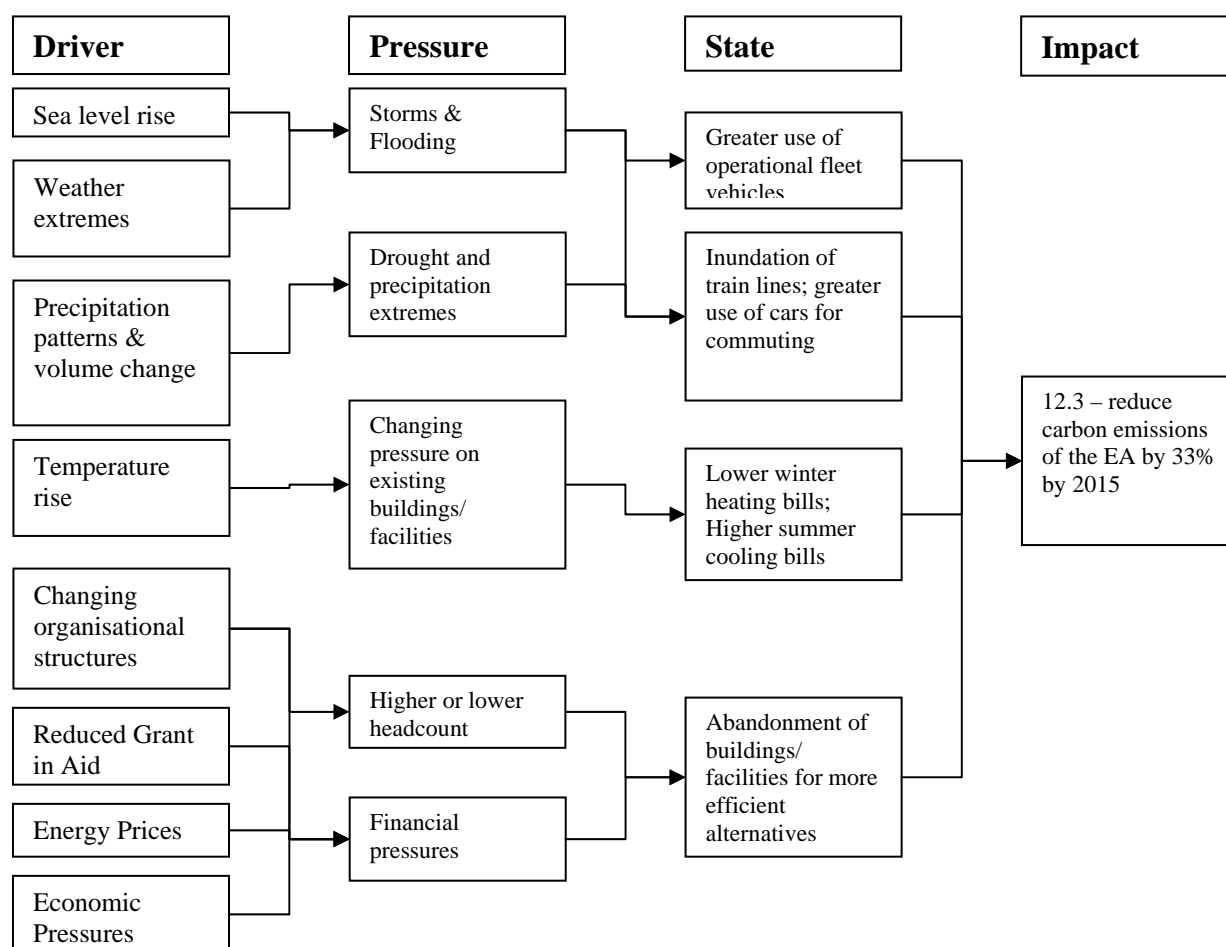 Driver
Pressure
State
Impact
Sea level rise
Weather
extremes
Precipitation
patterns &
volume change
Temperature
rise
Changing
organisational
structures
Reduced Grant
in Aid
Energy Prices
Economic
Pressures
Storms &
Flooding
Drought and
precipitation
extremes
Changing
pressure on
existing
buildings/
facilities
Higher or lower
headcount
Financial
pressures
Greater use of
operational fleet
vehicles
Inundation of
train lines; greater
use of cars for
commuting
Lower winter
heating bills;
Higher summer
cooling bills
Abandonment of
buildings/
facilities for more
efficient
alternatives
12.3 – reduce
carbon emissions
of the EA by 33%
by 2015